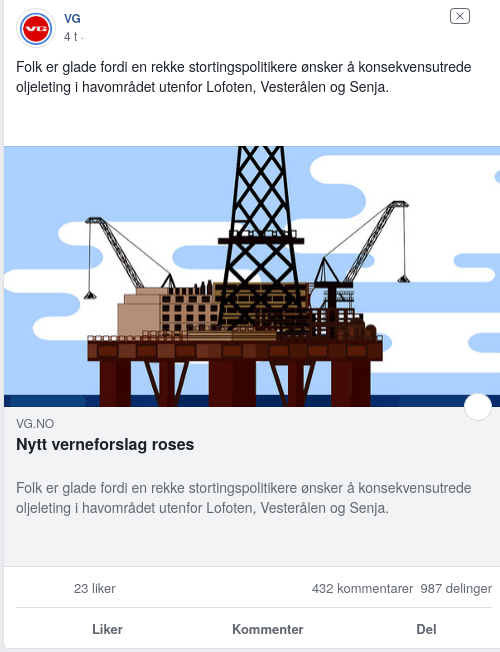 VG
VG
4 t ·
Folk er glade fordi en rekke stortingspolitikere ønsker å konsekvensutrede
oljeleting i havområdet utenfor Lofoten, Vesterålen og Senja.
VG.NO
Nytt verneforslag roses
Folk er glade fordi en rekke stortingspolitikere ønsker å konsekvensutrede
oljeleting i havområdet utenfor Lofoten, Vesterålen og Senja.
23 liker 432 kommentarer 987 delinger
Liker Kommenter Del